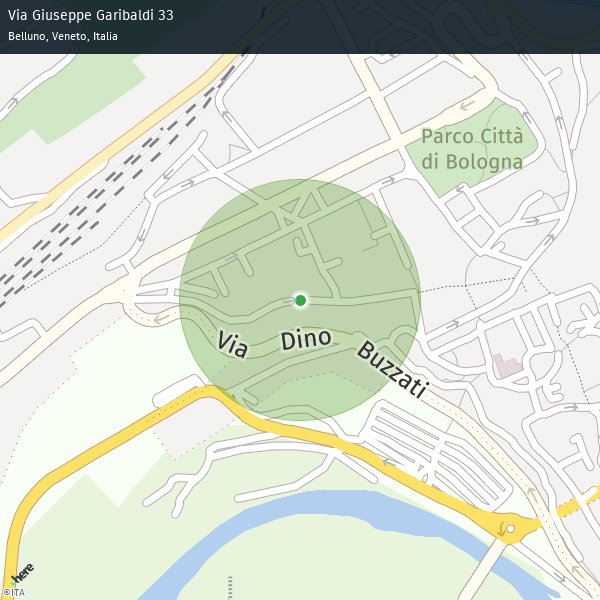 Via Giuseppe Garibaldi 33
Belluno, Veneto, Italia
Parco Città
di Bologna
Via Dino Buzzati
here
©ITA